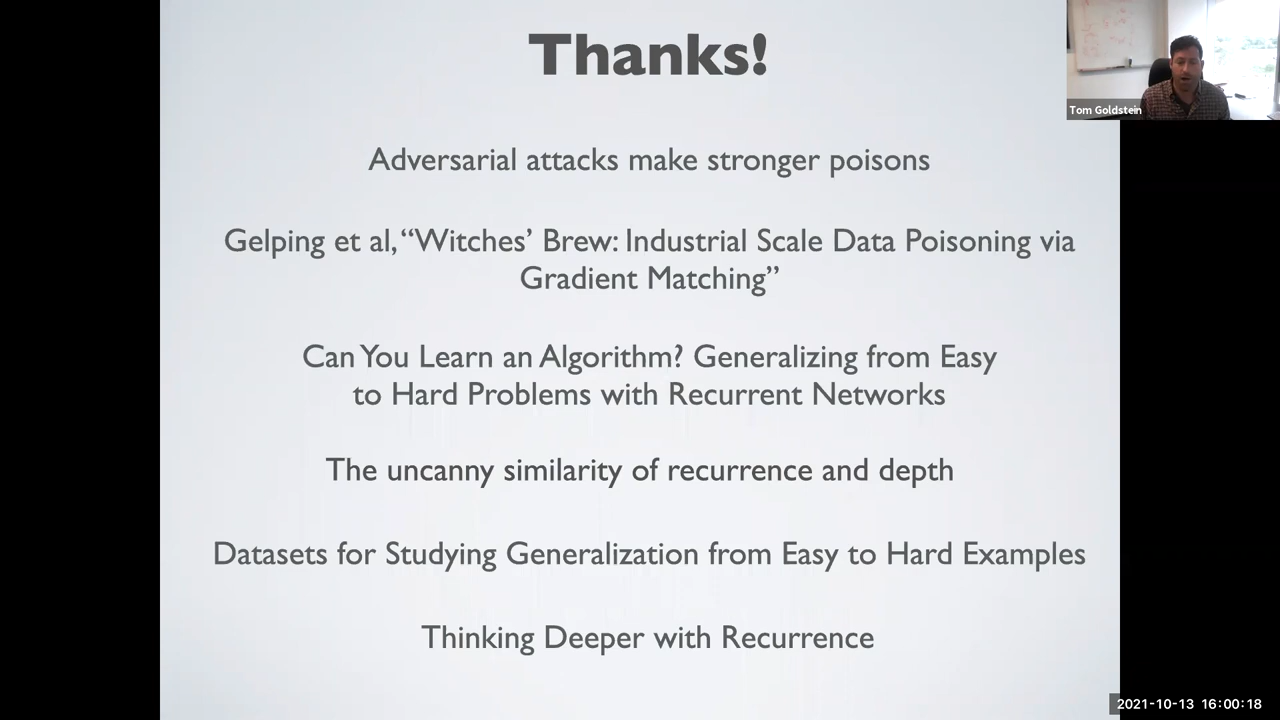 Thanks!
Tom Goldstein
Adversarial attacks make stronger poisons
Gelping et al, “Witches’ Brew: Industrial Scale Data Poisoning via
Gradient Matching”
Can You Learn an Algorithm? Generalizing from Easy
to Hard Problems with Recurrent Networks
The uncanny similarity of recurrence and depth
Datasets for Studying Generalization from Easy to Hard Examples
Thinking Deeper with Recurrence
2021-10-13 16:00:18